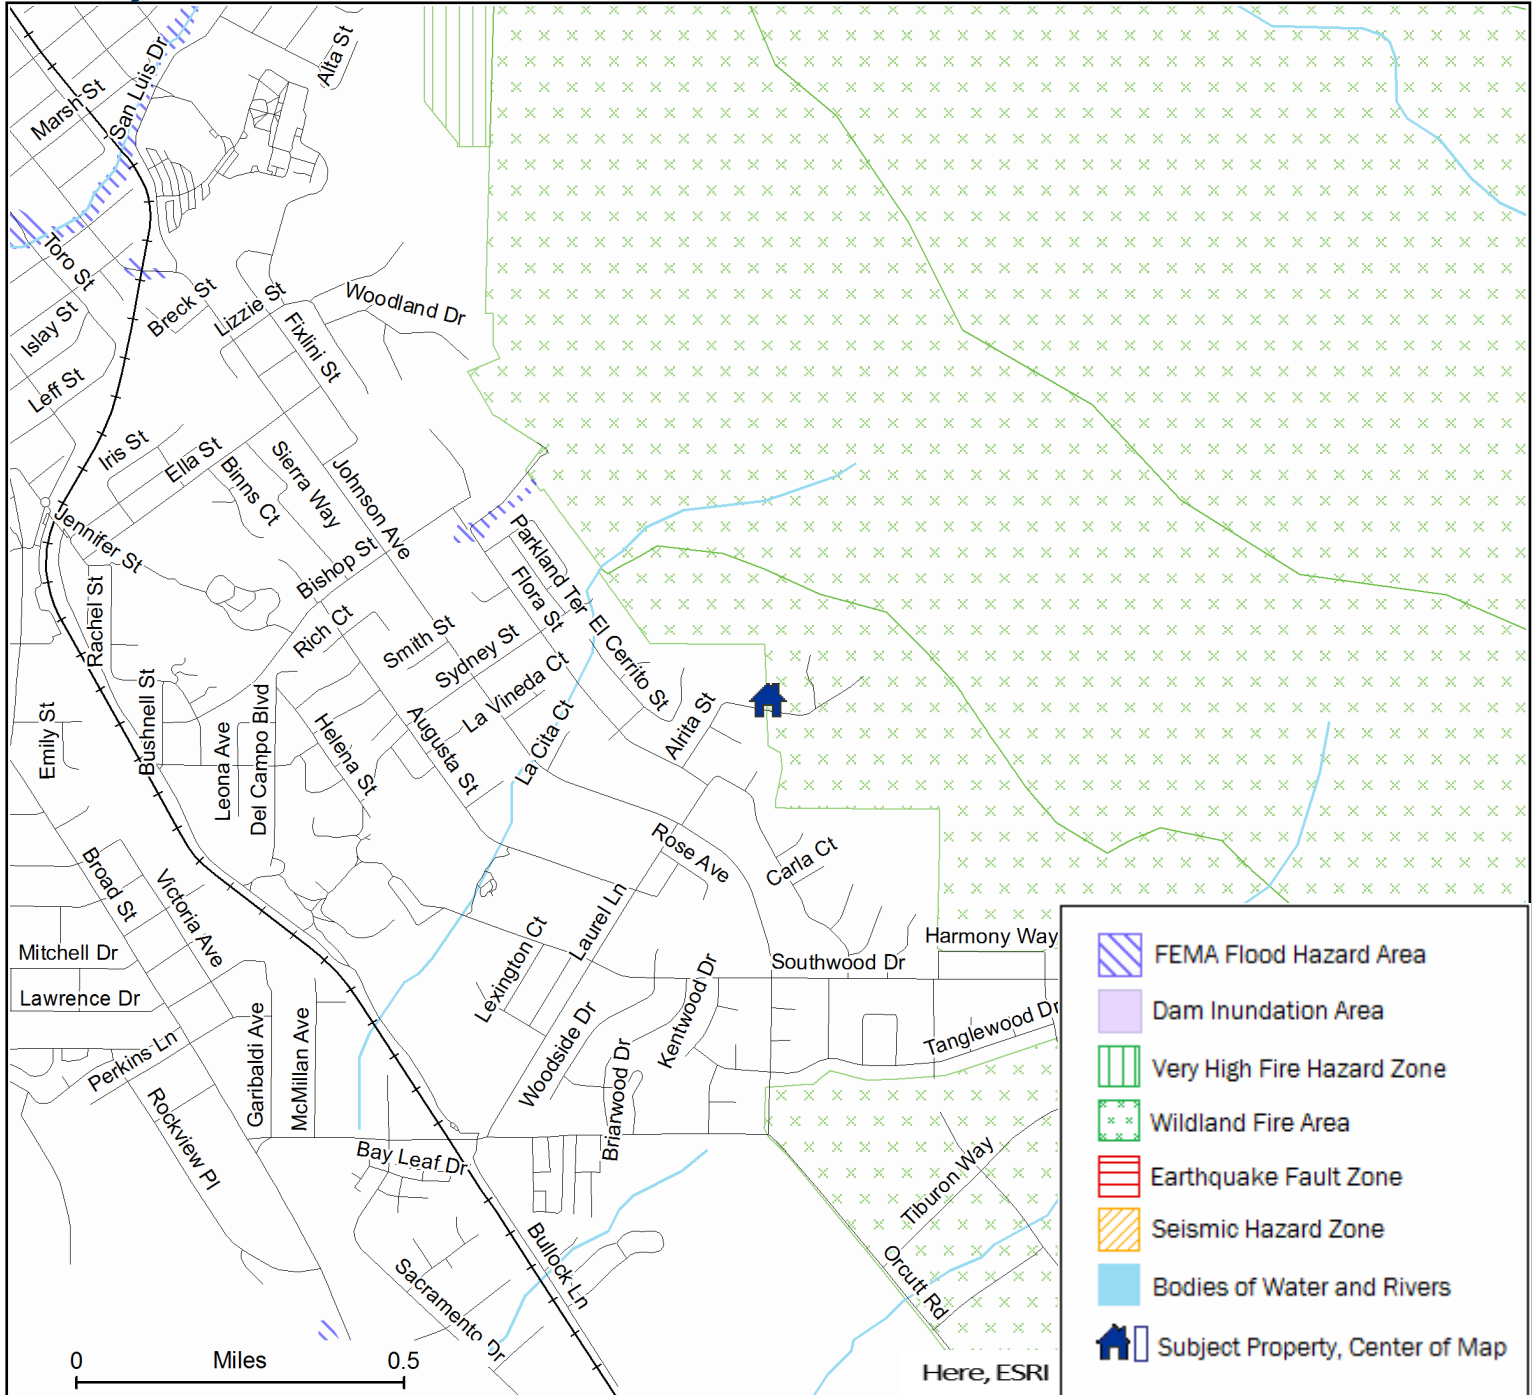 Alta St
San Luis Dr
Marsh St
Toro St
Breck St
Lizzie St
Woodland Dr
Islay St
Fixlini St
Leff St
Iris St
Ella St
Binns Ct
Sierra Way
Johnson Ave
Jennifer St
Bishop St
Parkland Ter
Flora St
Rachel St
Rich Ct
Smith St
Sydney St
El Cerrito St
La Vineda Ct
Bushnell St
Emily St
Leona Ave
Del Campo Blvd
Helena St
Augusta St
La Cita Ct
Alrita St
Rose Ave
Carla Ct
Broad St
Victoria Ave
Laurel Ln
Lexington Ct
Mitchell Dr
Lawrence Dr
Southwood Dr
Harmony Way
Kentwood Dr
Tanglewood Dr
Garibaldi Ave
McMillan Ave
Perkins Ln
Woodside Dr
Briarwood Dr
Rockview Pl
Bay Leaf Dr
Tiburon Way
Orcutt Rd
Bullock Ln
Sacramento Dr
0 Miles 0.5
Here, ESRI
FEMA Flood Hazard Area
Dam Inundation Area
Very High Fire Hazard Zone
Wildland Fire Area
Earthquake Fault Zone
Seismic Hazard Zone
Bodies of Water and Rivers
Subject Property, Center of Map